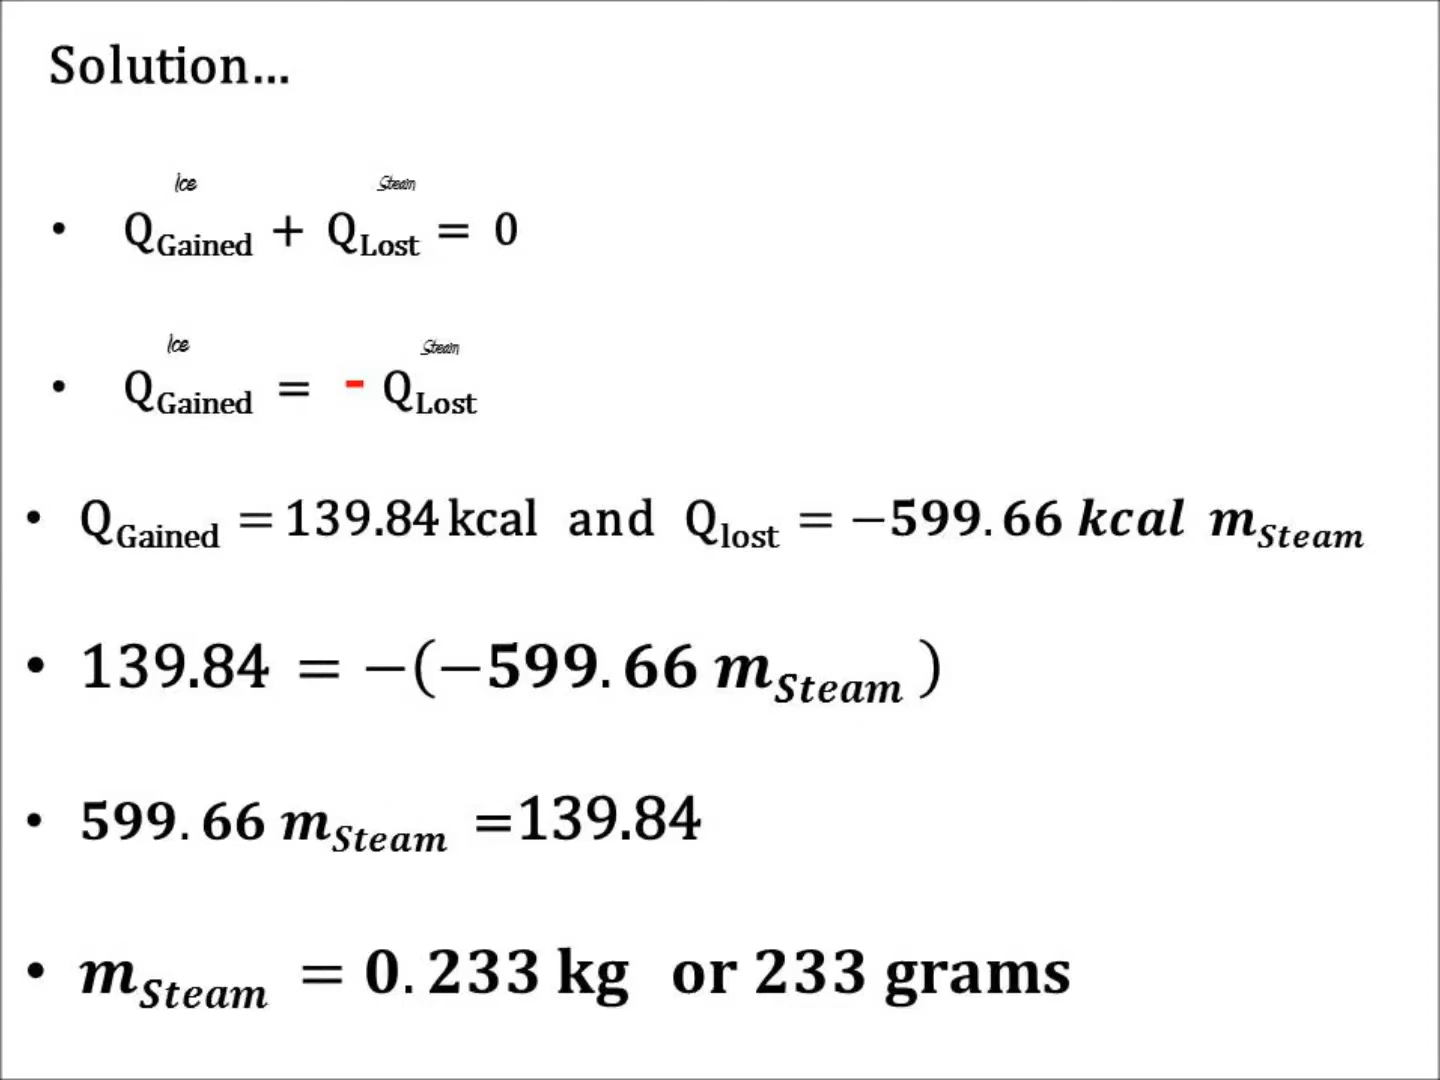 Solution...
Ice Steam
• Q_Gained + Q_Lost = 0
Ice Steam
• Q_Gained = - Q_Lost
• Q_Gained = 139.84 kcal and Q_lost = −599.66 kcal m_Steam
• 139.84 = −(−599.66 m_Steam )
• 599.66 m_Steam =139.84
• m_Steam = 0.233 kg or 233 grams